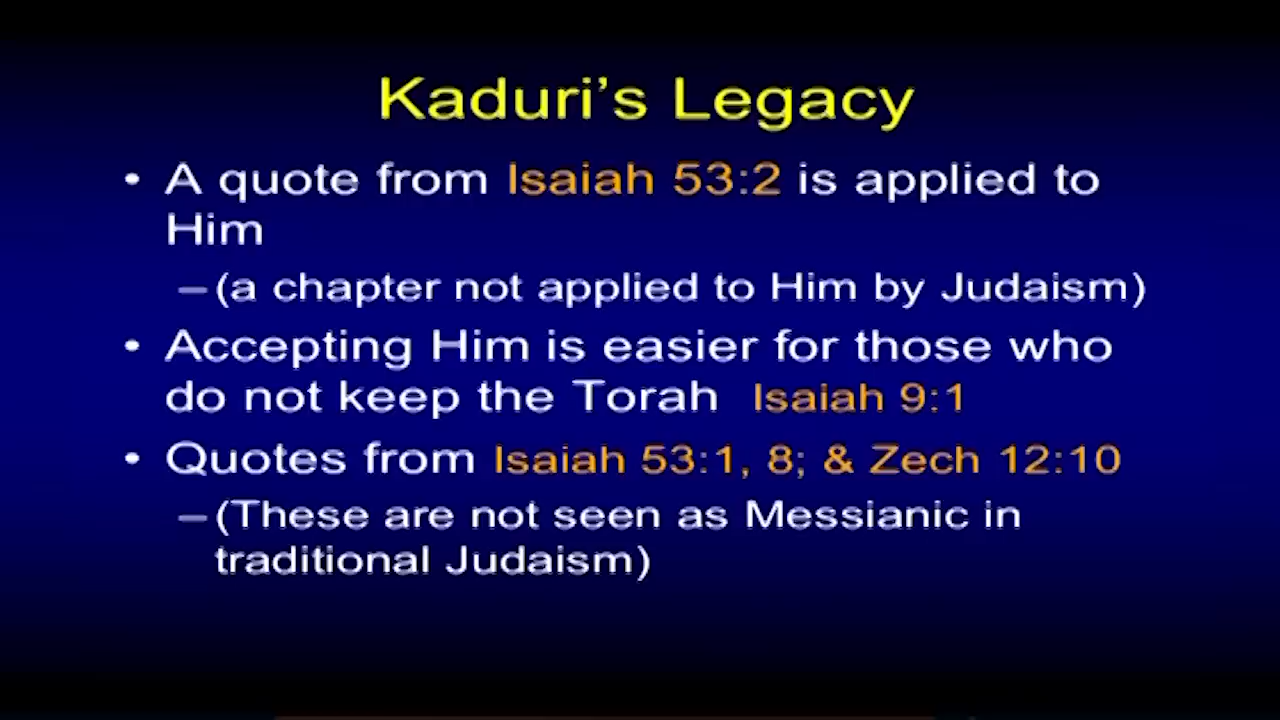 Kaduri's Legacy
• A quote from Isaiah 53:2 is applied to
Him
– (a chapter not applied to Him by Judaism)
• Accepting Him is easier for those who
do not keep the Torah Isaiah 9:1
• Quotes from Isaiah 53:1, 8; & Zech 12:10
– (These are not seen as Messianic in
traditional Judaism)